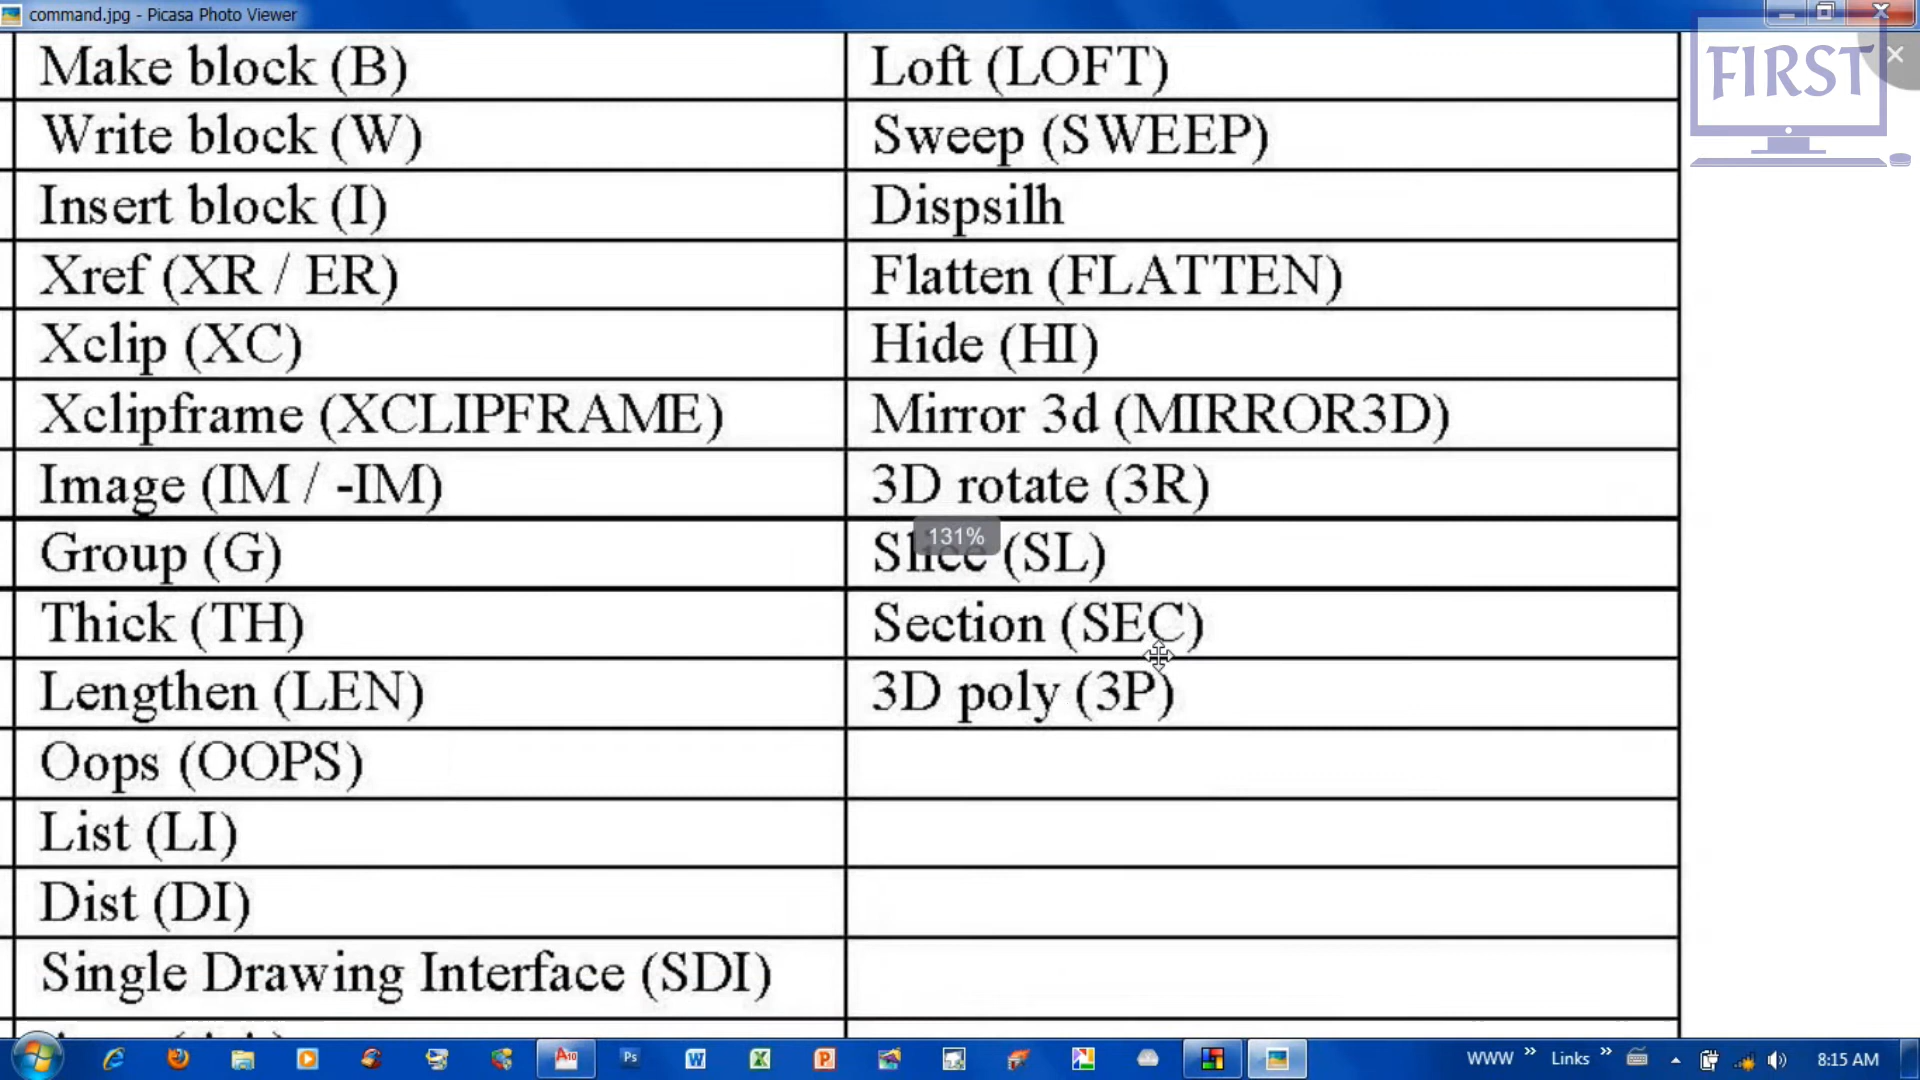 command.jpg - Picasa Photo Viewer
FIRST
Make block (B)
Loft (LOFT)
Write block (W)
Sweep (SWEEP)
Insert block (I)
Dispsilh
Xref (XR / ER)
Flatten (FLATTEN)
Xclip (XC)
Hide (HI)
Xclipframe (XCLIPFRAME)
Mirror 3d (MIRROR3D)
Image (IM / -IM)
3D rotate (3R)
131%
Group (G)
Slice (SL)
Thick (TH)
Section (SEC)
Lengthen (LEN)
3D poly (3P)
Oops (OOPS)
List (LI)
Dist (DI)
Single Drawing Interface (SDI)
A10
Ps
WWW
Links
8:15 AM